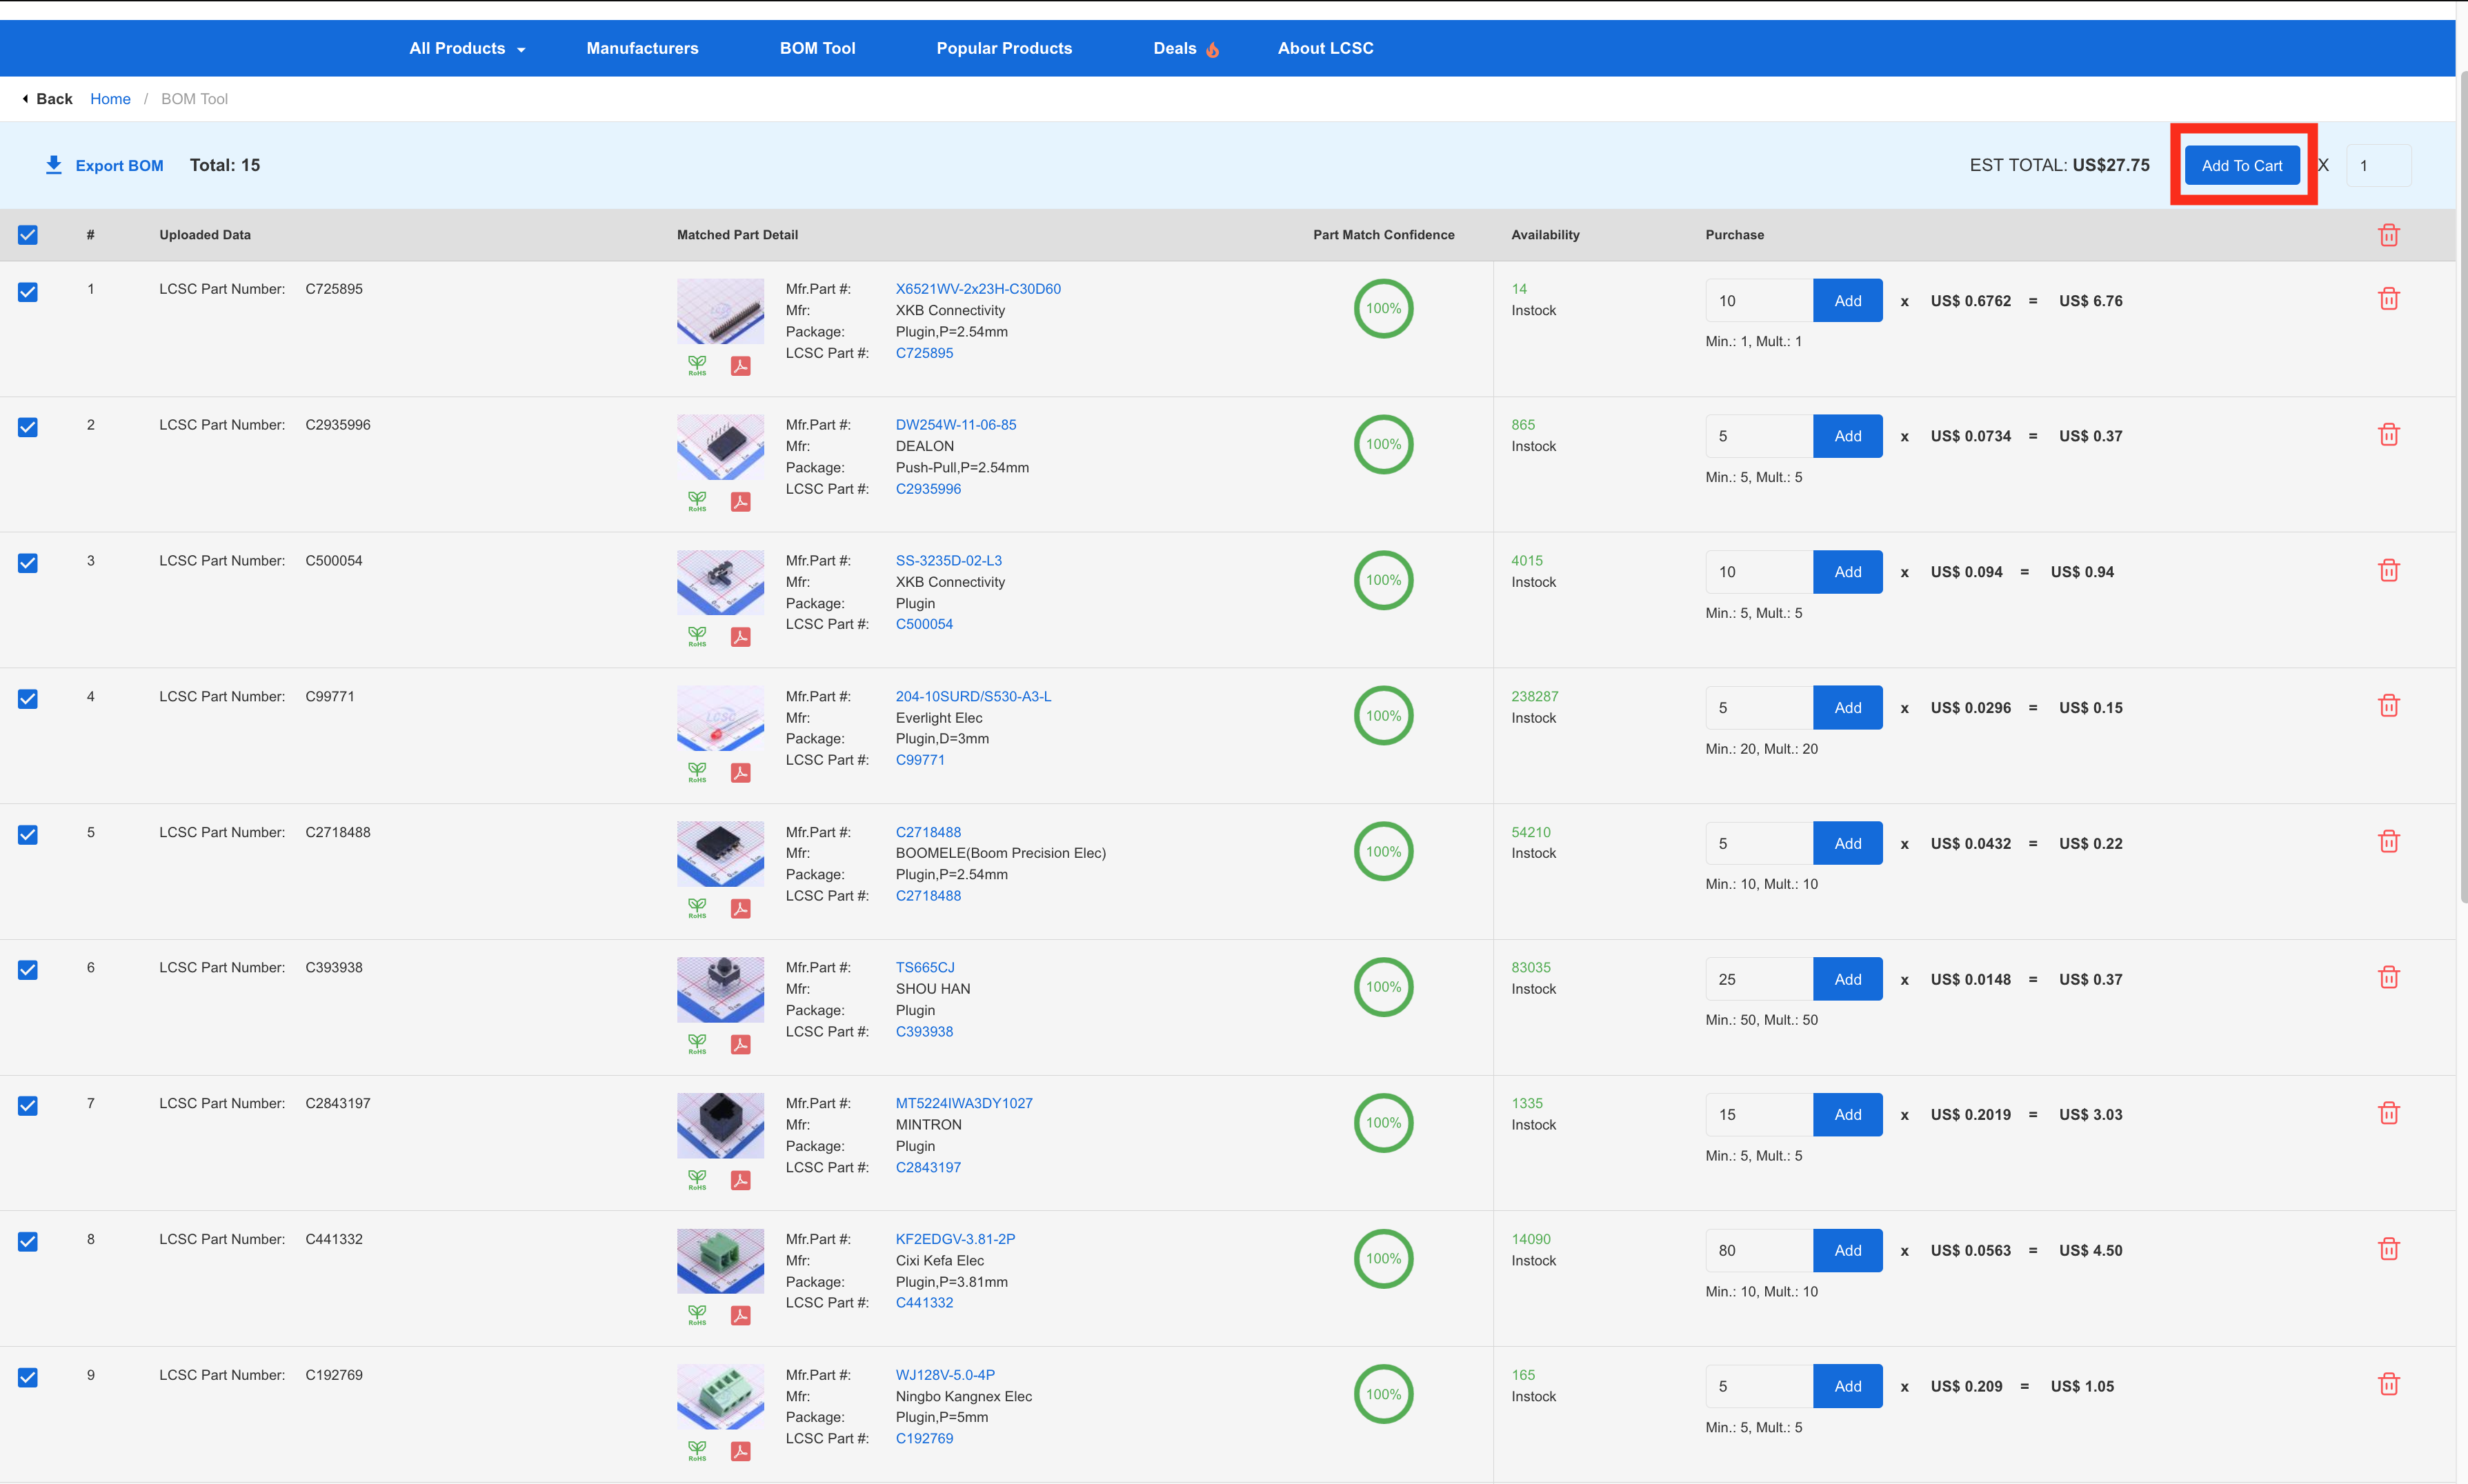 All Products Manufacturers BOM Tool Popular Products Deals About LCSC
Back Home / BOM Tool
Export BOM Total: 15 EST TOTAL: US$27.75 Add To Cart X 1
# Uploaded Data Matched Part Detail Part Match Confidence Availability Purchase
1 LCSC Part Number: C725895 Mfr.Part #: X6521WV-2x23H-C30D60 100% 14 10 Add x US$ 0.6762 = US$ 6.76
Mfr: XKB Connectivity Instock
Package: Plugin,P=2.54mm Min.: 1, Mult.: 1
LCSC Part #: C725895
RoHS
2 LCSC Part Number: C2935996 Mfr.Part #: DW254W-11-06-85 100% 865 5 Add x US$ 0.0734 = US$ 0.37
Mfr: DEALON Instock
Package: Push-Pull,P=2.54mm Min.: 5, Mult.: 5
LCSC Part #: C2935996
RoHS
3 LCSC Part Number: C500054 Mfr.Part #: SS-3235D-02-L3 100% 4015 10 Add x US$ 0.094 = US$ 0.94
Mfr: XKB Connectivity Instock
Package: Plugin Min.: 5, Mult.: 5
LCSC Part #: C500054
RoHS
4 LCSC Part Number: C99771 Mfr.Part #: 204-10SURD/S530-A3-L 100% 238287 5 Add x US$ 0.0296 = US$ 0.15
Mfr: Everlight Elec Instock
Package: Plugin,D=3mm Min.: 20, Mult.: 20
LCSC Part #: C99771
RoHS
5 LCSC Part Number: C2718488 Mfr.Part #: C2718488 100% 54210 5 Add x US$ 0.0432 = US$ 0.22
Mfr: BOOMELE(Boom Precision Elec) Instock
Package: Plugin,P=2.54mm Min.: 10, Mult.: 10
LCSC Part #: C2718488
RoHS
6 LCSC Part Number: C393938 Mfr.Part #: TS665CJ 100% 83035 25 Add x US$ 0.0148 = US$ 0.37
Mfr: SHOU HAN Instock
Package: Plugin Min.: 50, Mult.: 50
LCSC Part #: C393938
RoHS
7 LCSC Part Number: C2843197 Mfr.Part #: MT5224IWA3DY1027 100% 1335 15 Add x US$ 0.2019 = US$ 3.03
Mfr: MINTRON Instock
Package: Plugin Min.: 5, Mult.: 5
LCSC Part #: C2843197
RoHS
8 LCSC Part Number: C441332 Mfr.Part #: KF2EDGV-3.81-2P 100% 14090 80 Add x US$ 0.0563 = US$ 4.50
Mfr: Cixi Kefa Elec Instock
Package: Plugin,P=3.81mm Min.: 10, Mult.: 10
LCSC Part #: C441332
RoHS
9 LCSC Part Number: C192769 Mfr.Part #: WJ128V-5.0-4P 100% 165 5 Add x US$ 0.209 = US$ 1.05
Mfr: Ningbo Kangnex Elec Instock
Package: Plugin,P=5mm Min.: 5, Mult.: 5
LCSC Part #: C192769
RoHS